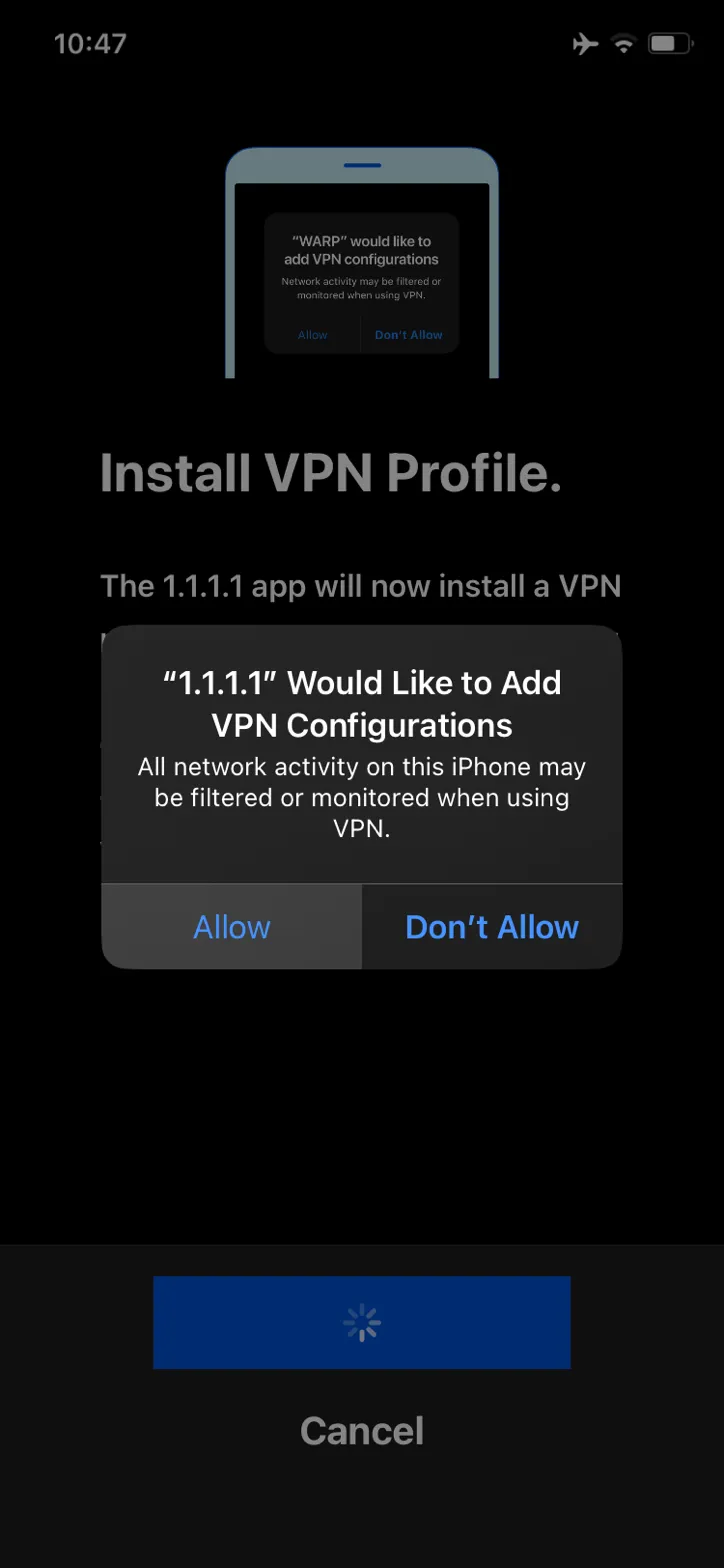 10:47
“WARP” would like to
add VPN configurations
Network activity may be filtered or
monitored when using VPN.
Allow
Don’t Allow
Install VPN Profile.
The 1.1.1.1 app will now install a VPN
“1.1.1.1” Would Like to Add
VPN Configurations
All network activity on this iPhone may
be filtered or monitored when using
VPN.
Allow
Don’t Allow
Cancel